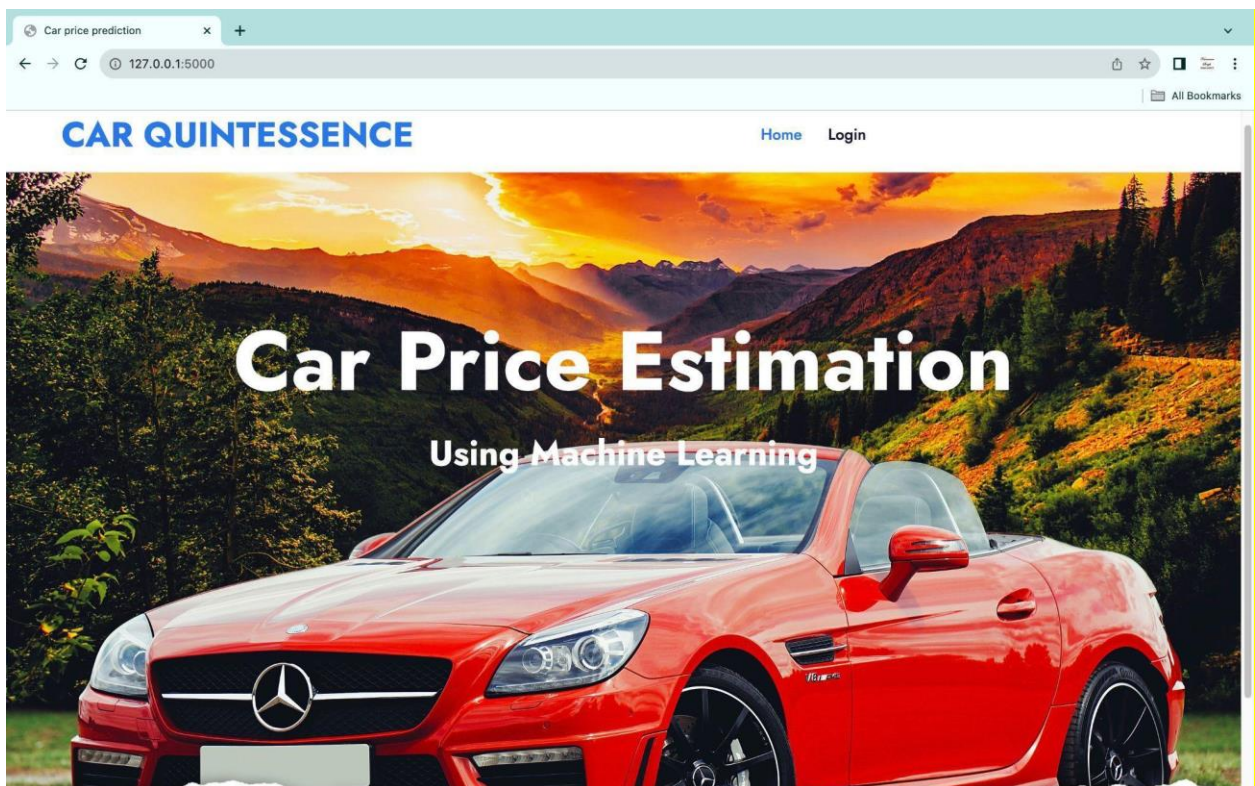 Car price prediction
127.0.0.1:5000
All Bookmarks
CAR QUINTESSENCE
Home Login
Car Price Estimation
Using Machine Learning